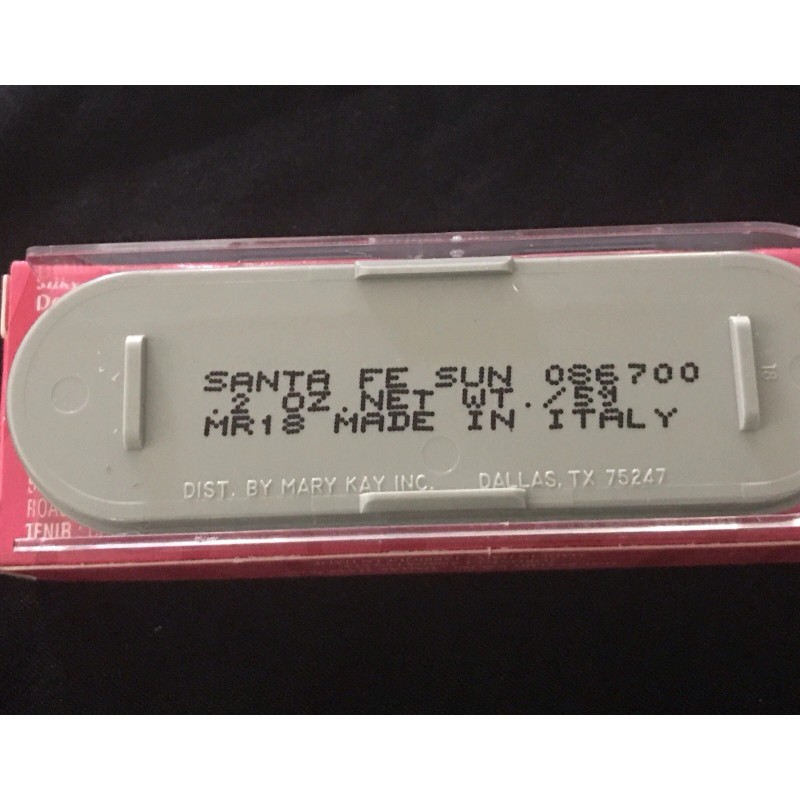 SANTA FE SUN 086700
.2 OZ.NET WT./5g
MR18 MADE IN ITALY
DIST. BY MARY KAY INC. DALLAS, TX 75247
18